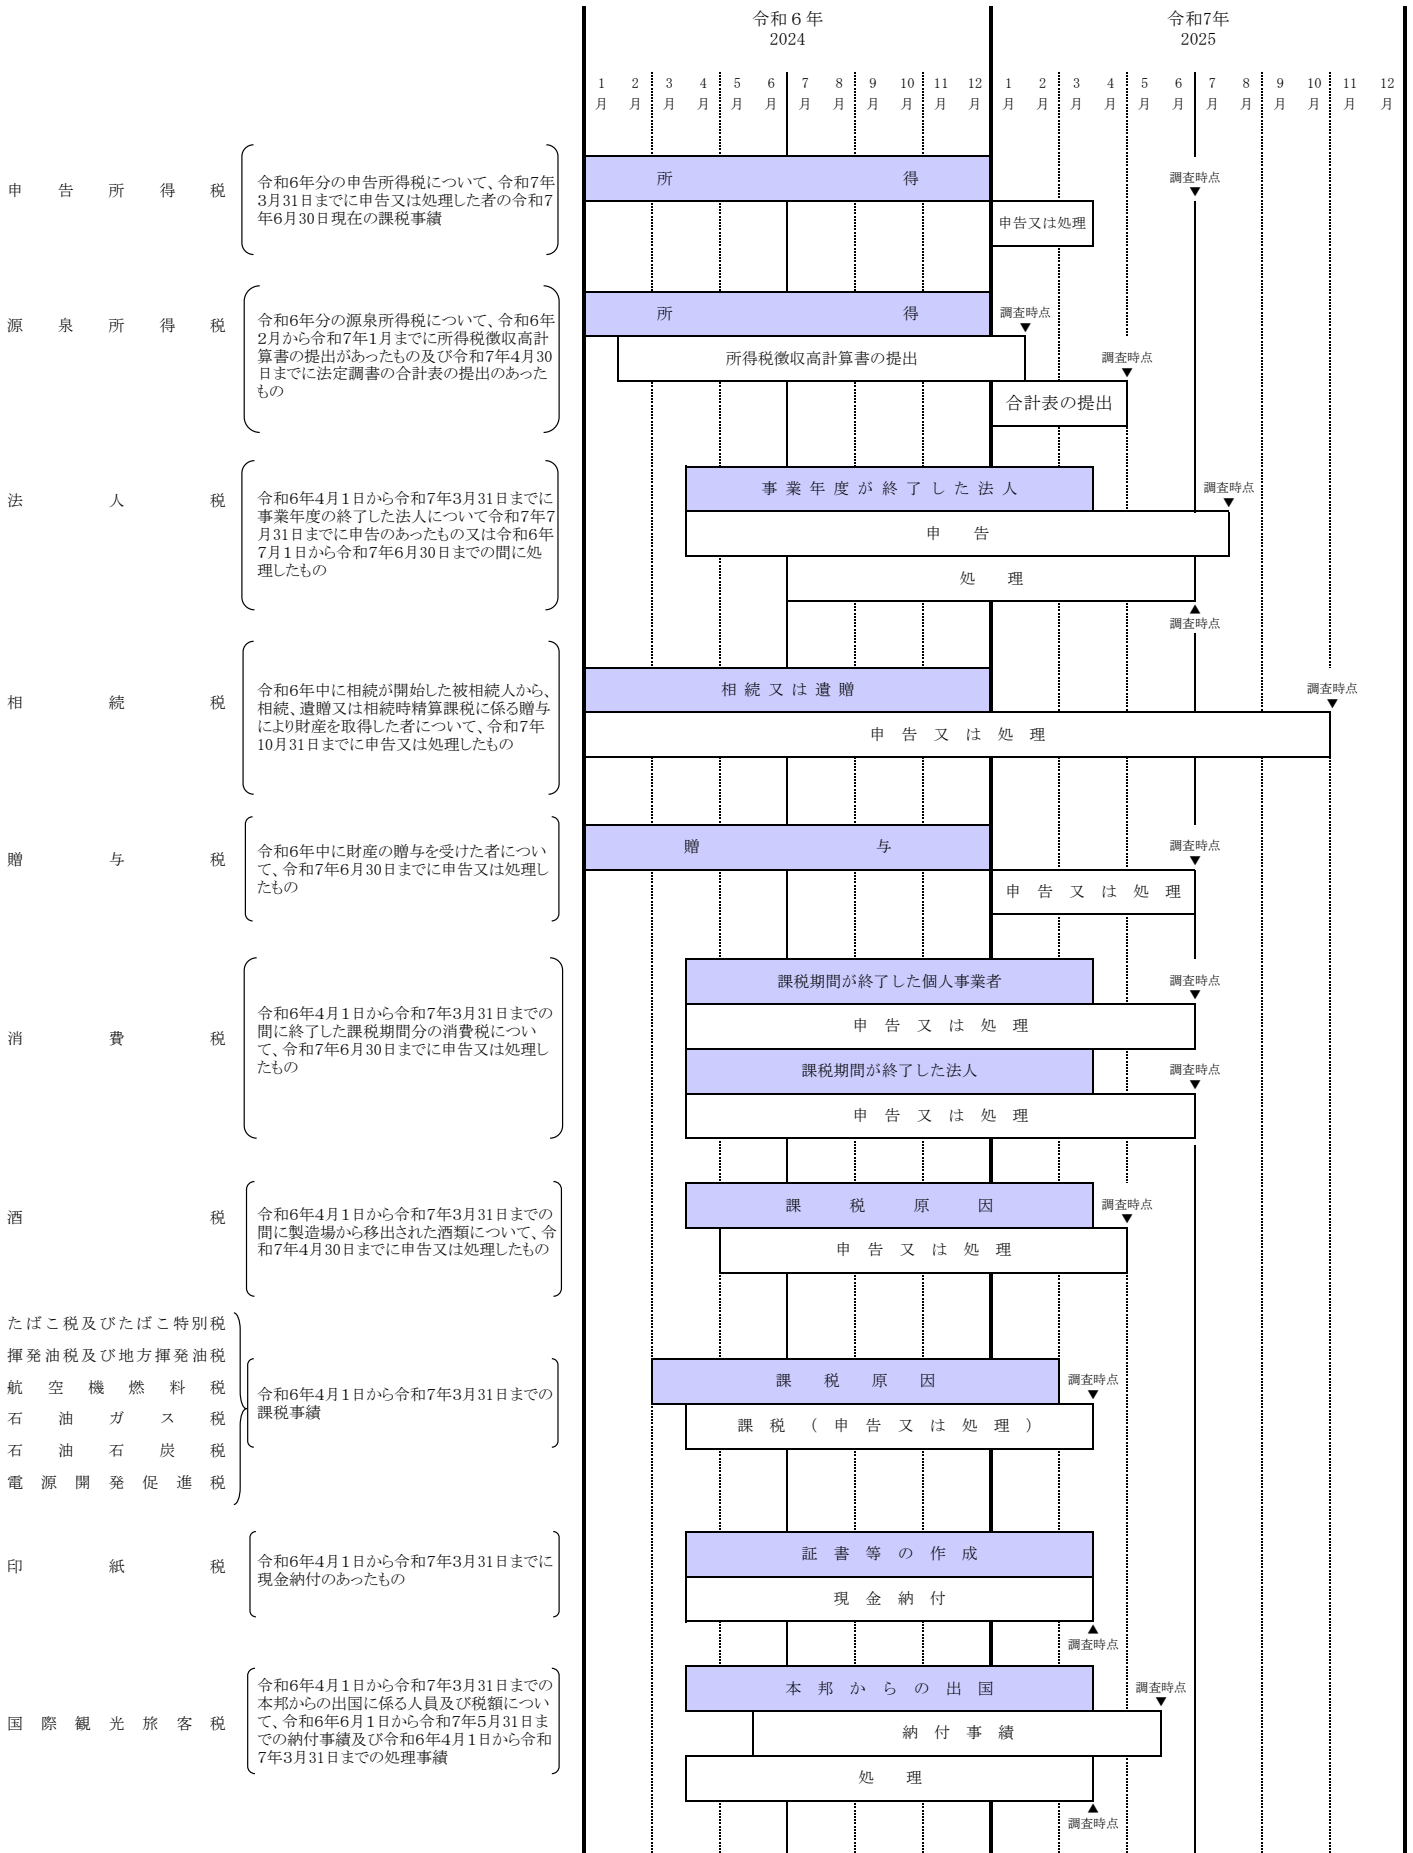 令和６年
2024
令和7年
2025
1 2 3 4 5 6 7 8 9 10 11 12 1 2 3 4 5 6 7 8 9 10 11 12
月 月 月 月 月 月 月 月 月 月 月 月 月 月 月 月 月 月 月 月 月 月 月 月
申告所得税
令和６年分の申告所得税について、令和７年
３月31日までに申告又は処理した者の令和７
年６月30日現在の課税事績
所得
調査時点
▼
申告又は処理
源泉所得税
令和６年分の源泉所得税について、令和６年
２月から令和７年１月までに所得税徴収高計
算書の提出があったもの及び令和７年４月30
日までに法定調書の合計表の提出のあった
もの
所得
調査時点
▼
所得税徴収高計算書の提出
調査時点
▼
合計表の提出
法人税
令和６年４月１日から令和７年３月31日までに
事業年度の終了した法人について令和７年７
月31日までに申告のあったもの又は令和６年
７月１日から令和７年６月30日までの間に処
理したもの
事業年度が終了した法人
調査時点
▼
申告
処理
▲
調査時点
相続税
令和６年中に相続が開始した被相続人から、
相続、遺贈又は相続時精算課税に係る贈与
により財産を取得した者について、令和７年
10月31日までに申告又は処理したもの
相続又は遺贈
調査時点
▼
申告又は処理
贈与税
令和６年中に財産の贈与を受けた者につい
て、令和７年６月30日までに申告又は処理し
たもの
贈与
調査時点
▼
申告又は処理
消費税
令和６年４月１日から令和７年３月31日までの
間に終了した課税期間分の消費税につい
て、令和７年６月30日までに申告又は処理し
たもの
課税期間が終了した個人事業者
調査時点
▼
申告又は処理
課税期間が終了した法人
調査時点
▼
申告又は処理
酒税
令和６年４月１日から令和７年３月31日までの
間に製造場から移出された酒類について、令
和７年４月30日までに申告又は処理したもの
課税原因
調査時点
▼
申告又は処理
たばこ税及びたばこ特別税
揮発油税及び地方揮発油税
航空機燃料税
石油ガス税
石油石炭税
電源開発促進税
令和６年４月１日から令和７年３月31日までの
課税事績
課税原因
調査時点
▼
課税（申告又は処理）
印紙税
令和６年４月１日から令和７年３月31日までに
現金納付のあったもの
証書等の作成
現金納付
▲
調査時点
国際観光旅客税
令和６年４月１日から令和７年３月31日までの
本邦からの出国に係る人員及び税額につい
て、令和６年６月１日から令和７年５月31日ま
での納付事績及び令和６年４月１日から令和
７年３月31日までの処理事績
本邦からの出国
調査時点
▼
納付事績
処理
▲
調査時点